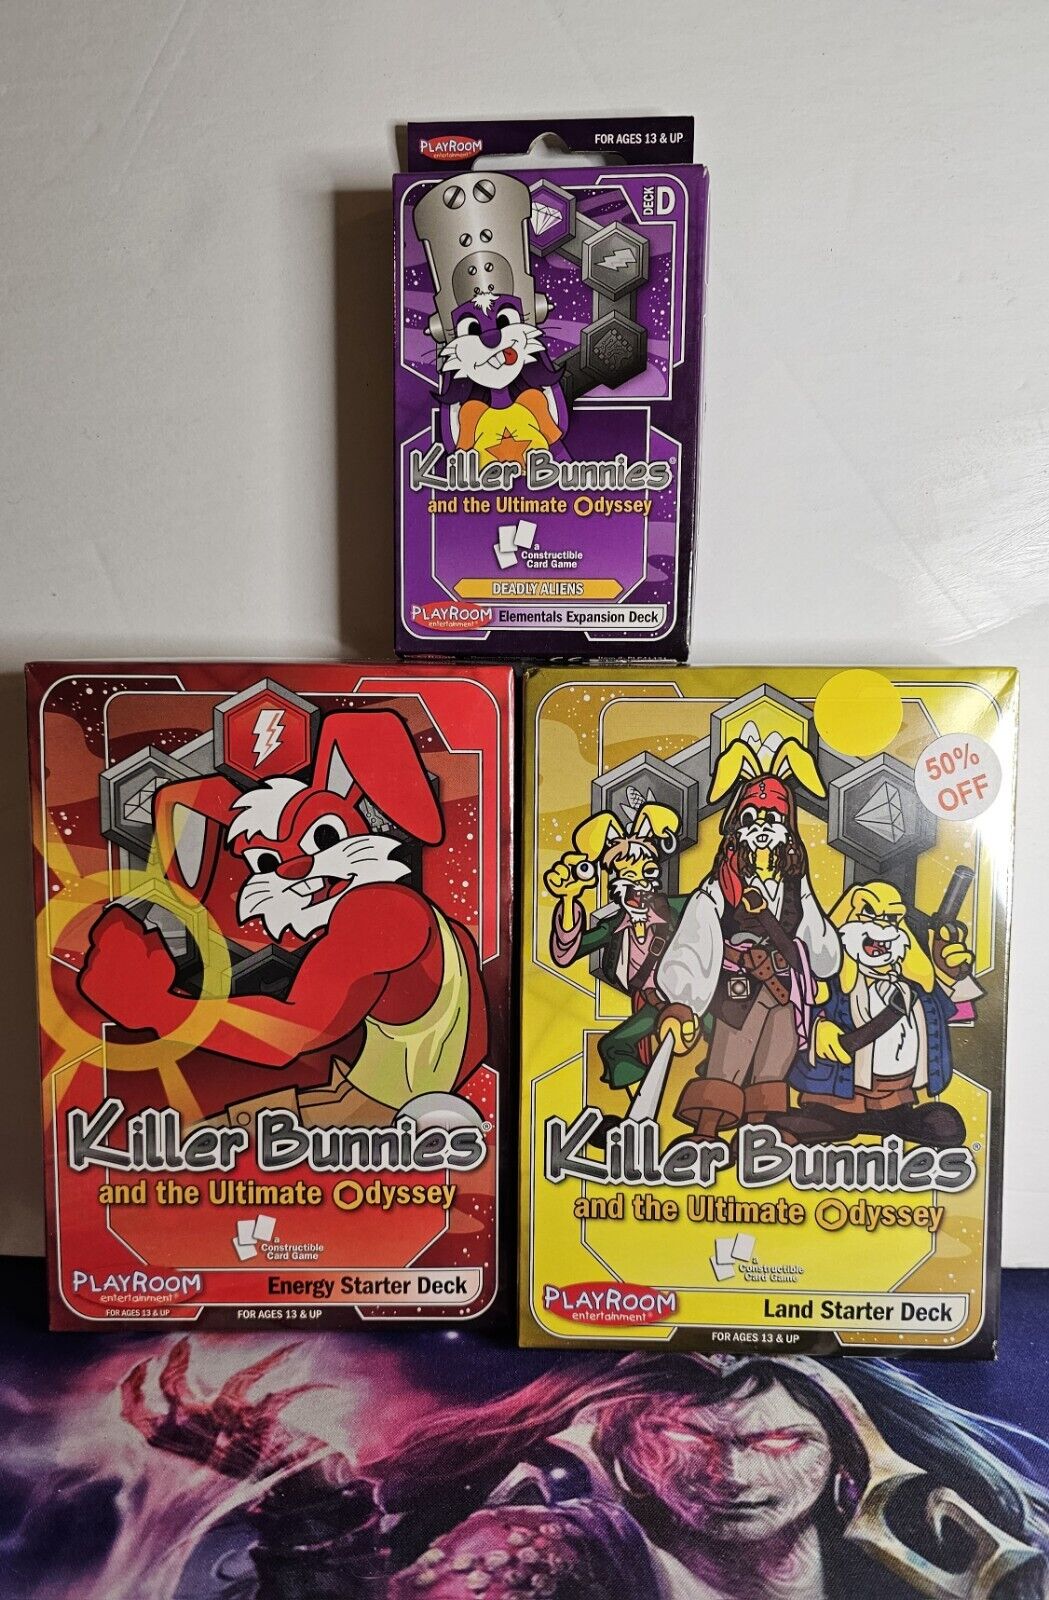 PLAYROOM
entertainment®
FOR AGES 13 & UP
DECK D
Killer Bunnies®
and the Ultimate Odyssey
a
Constructible
Card Game
DEADLY ALIENS
PLAYROOM
entertainment®
Elementals Expansion Deck
Killer Bunnies®
and the Ultimate Odyssey
a
Constructible
Card Game
PLAYROOM
entertainment®
Energy Starter Deck
FOR AGES 13 & UP
FOR AGES 13 & UP
50%
OFF
Killer Bunnies®
and the Ultimate Odyssey
a
Constructible
Card Game
PLAYROOM
entertainment®
Land Starter Deck
FOR AGES 13 & UP